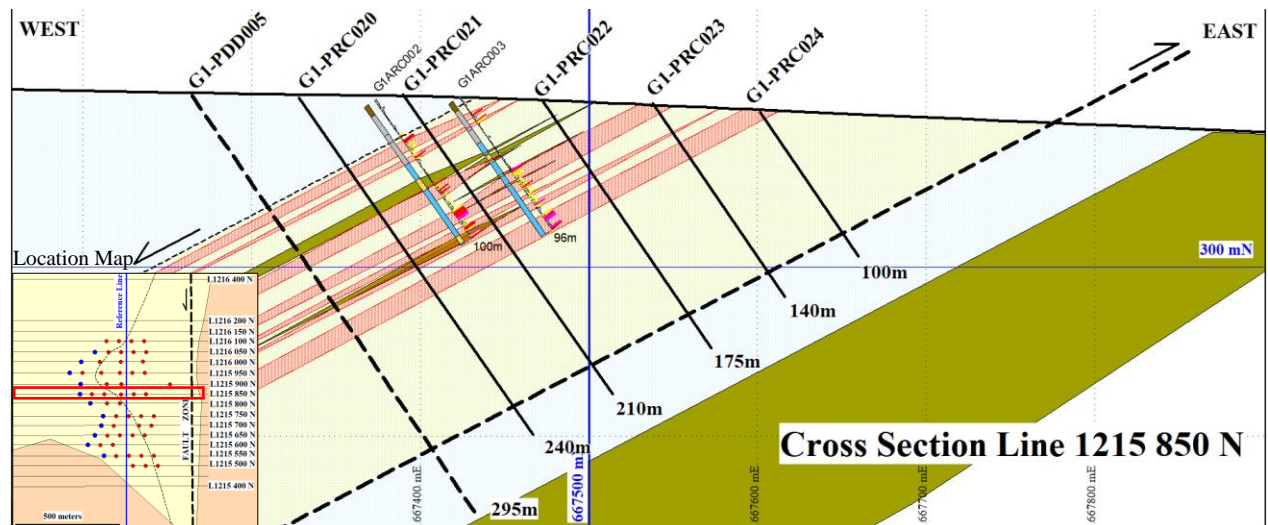 WEST
EAST
G1-PDD005
G1-PRC020
G1ARC002
G1-PRC021
G1ARC003
G1-PRC022
G1-PRC023
G1-PRC024
100m
96m
300 mN
100m
140m
175m
210m
240m
295m
667400 mE
667500 m
667600 mE
667700 mE
667800 mE
Cross Section Line 1215 850 N
Location Map
Reference Line
FAULT ZONE
L1216 400 N
L1216 200 N
L1216 150 N
L1216 100 N
L1216 050 N
L1216 000 N
L1215 950 N
L1215 900 N
L1215 850 N
L1215 800 N
L1215 750 N
L1215 700 N
L1215 650 N
L1215 600 N
L1215 550 N
L1215 500 N
L1215 400 N
500 meters